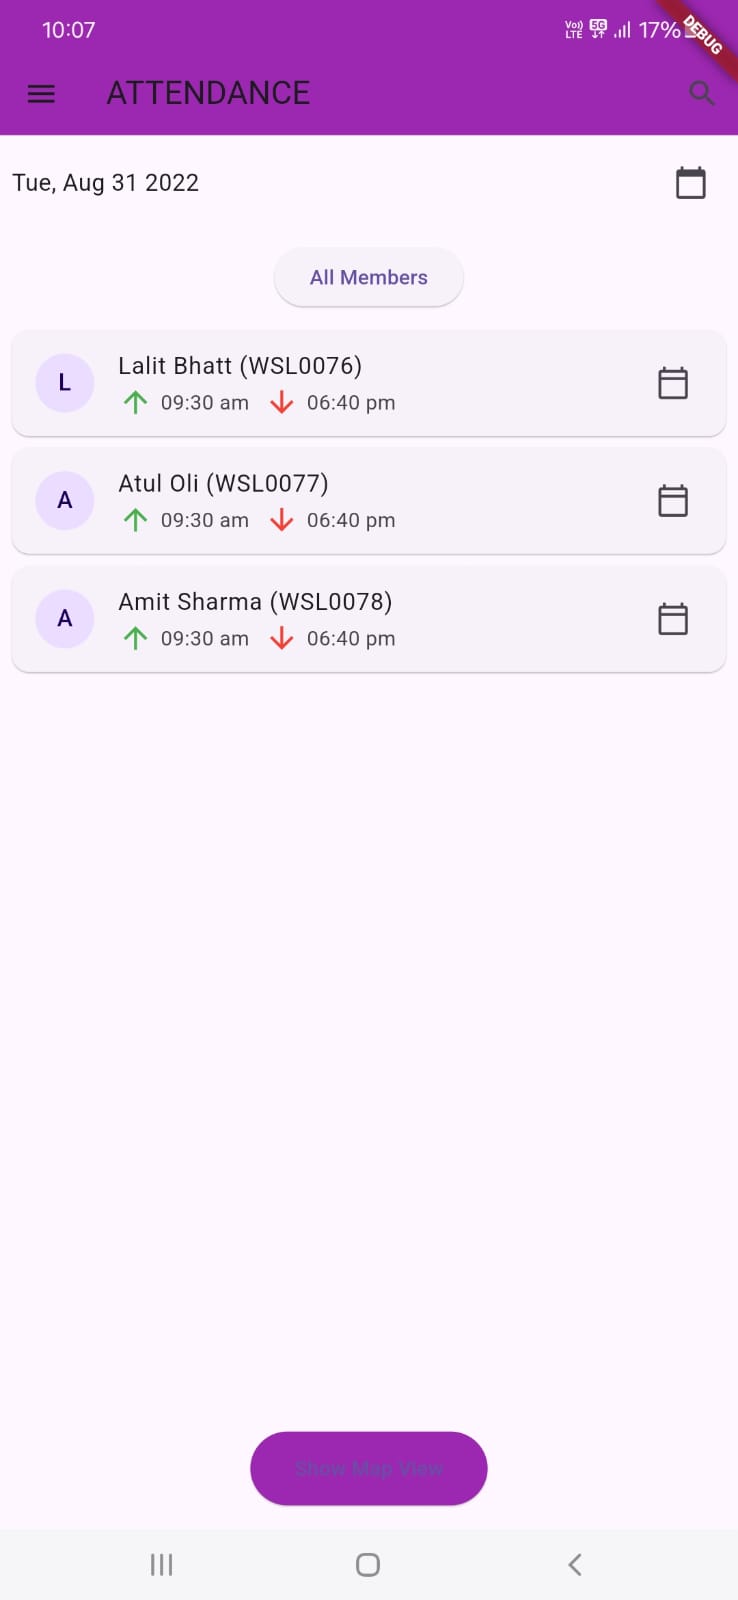 10:07 Vo)) LTE 5G 17% DEBUG
ATTENDANCE
Tue, Aug 31 2022
All Members
L Lalit Bhatt (WSL0076)
09:30 am 06:40 pm
A Atul Oli (WSL0077)
09:30 am 06:40 pm
A Amit Sharma (WSL0078)
09:30 am 06:40 pm
Show Map View